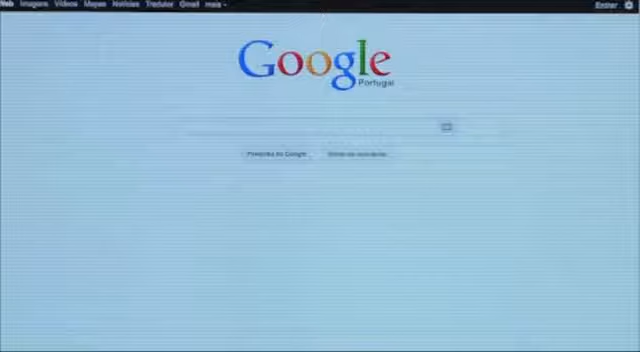 Web Imagens Vídeos Mapas Notícias Tradutor Gmail mais Entrar
Google
Portugal
Pesquisa do Google